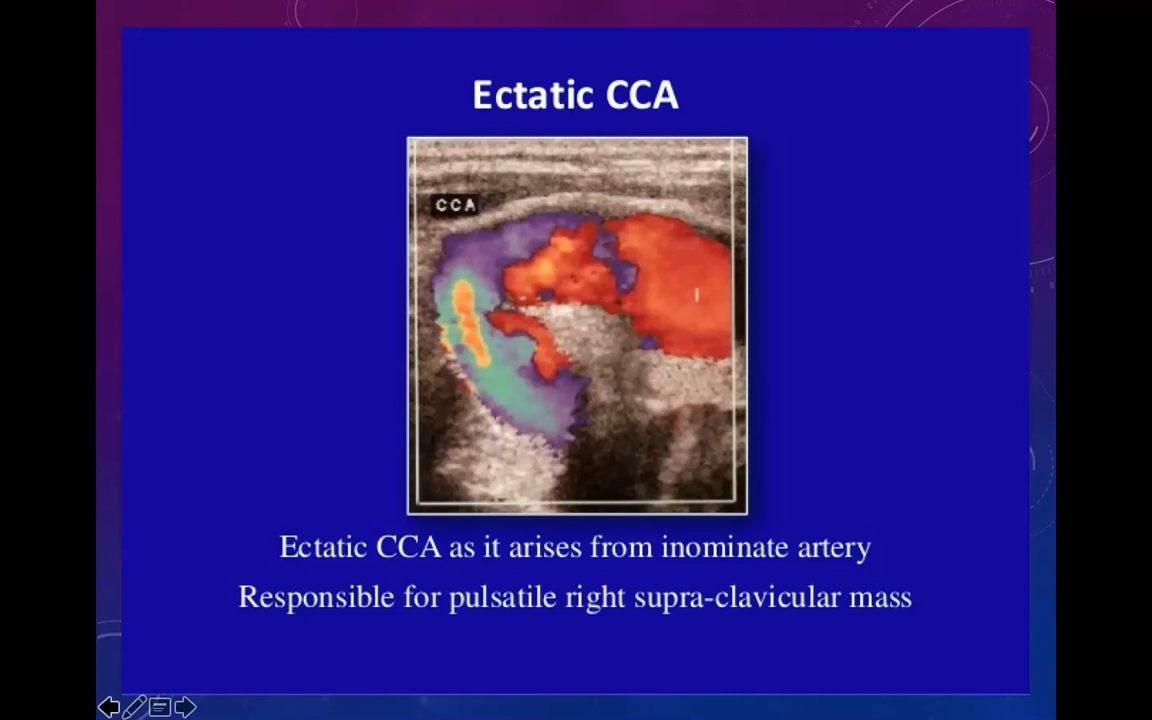 Ectatic CCA
CCA
I
Ectatic CCA as it arises from inominate artery
Responsible for pulsatile right supra-clavicular mass